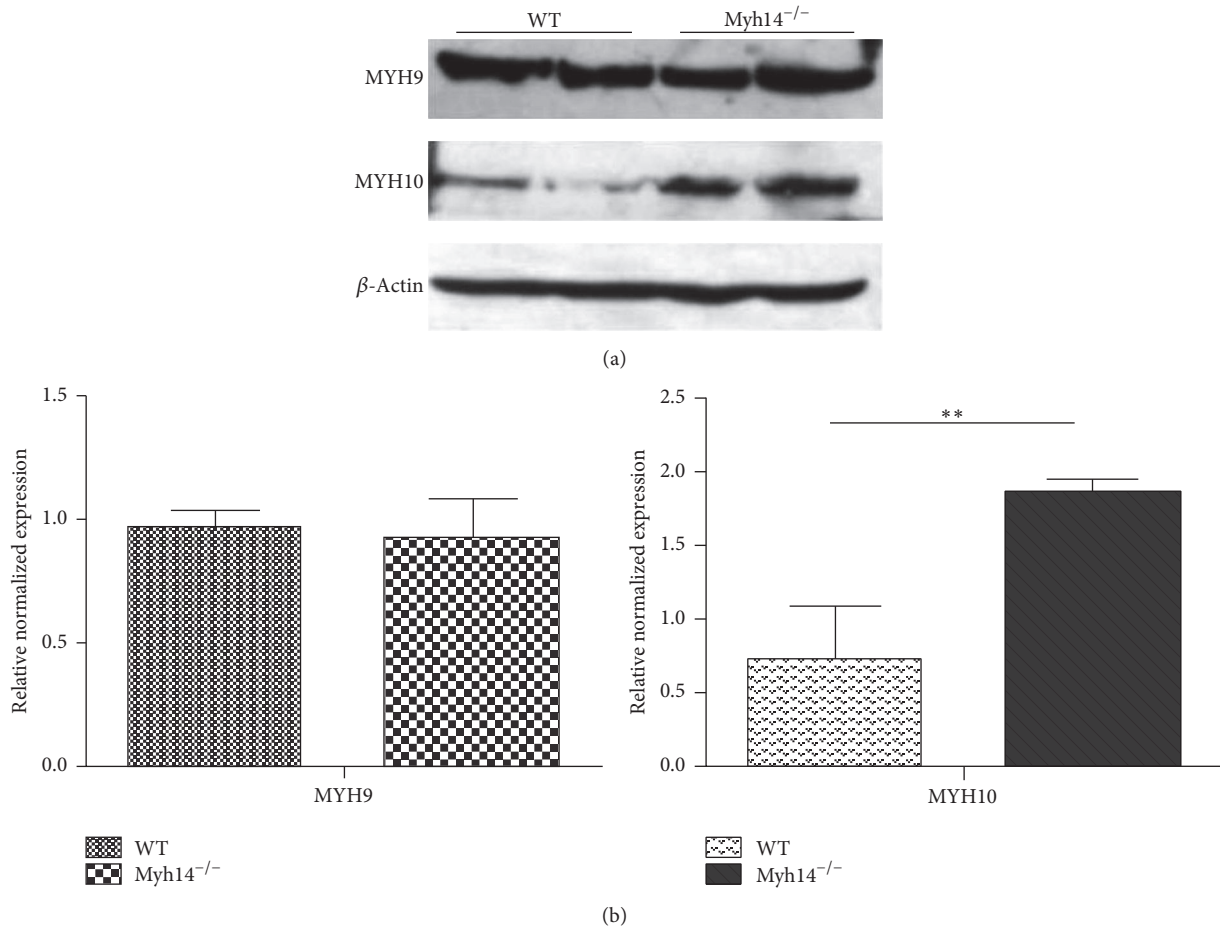 WT Myh14⁻/⁻
MYH9
MYH10
β-Actin
(a)
1.5
1.0
0.5
0.0
Relative normalized expression
MYH9
WT
Myh14⁻/⁻
2.5
2.0
1.5
1.0
0.5
0.0
Relative normalized expression
**
MYH10
WT
Myh14⁻/⁻
(b)